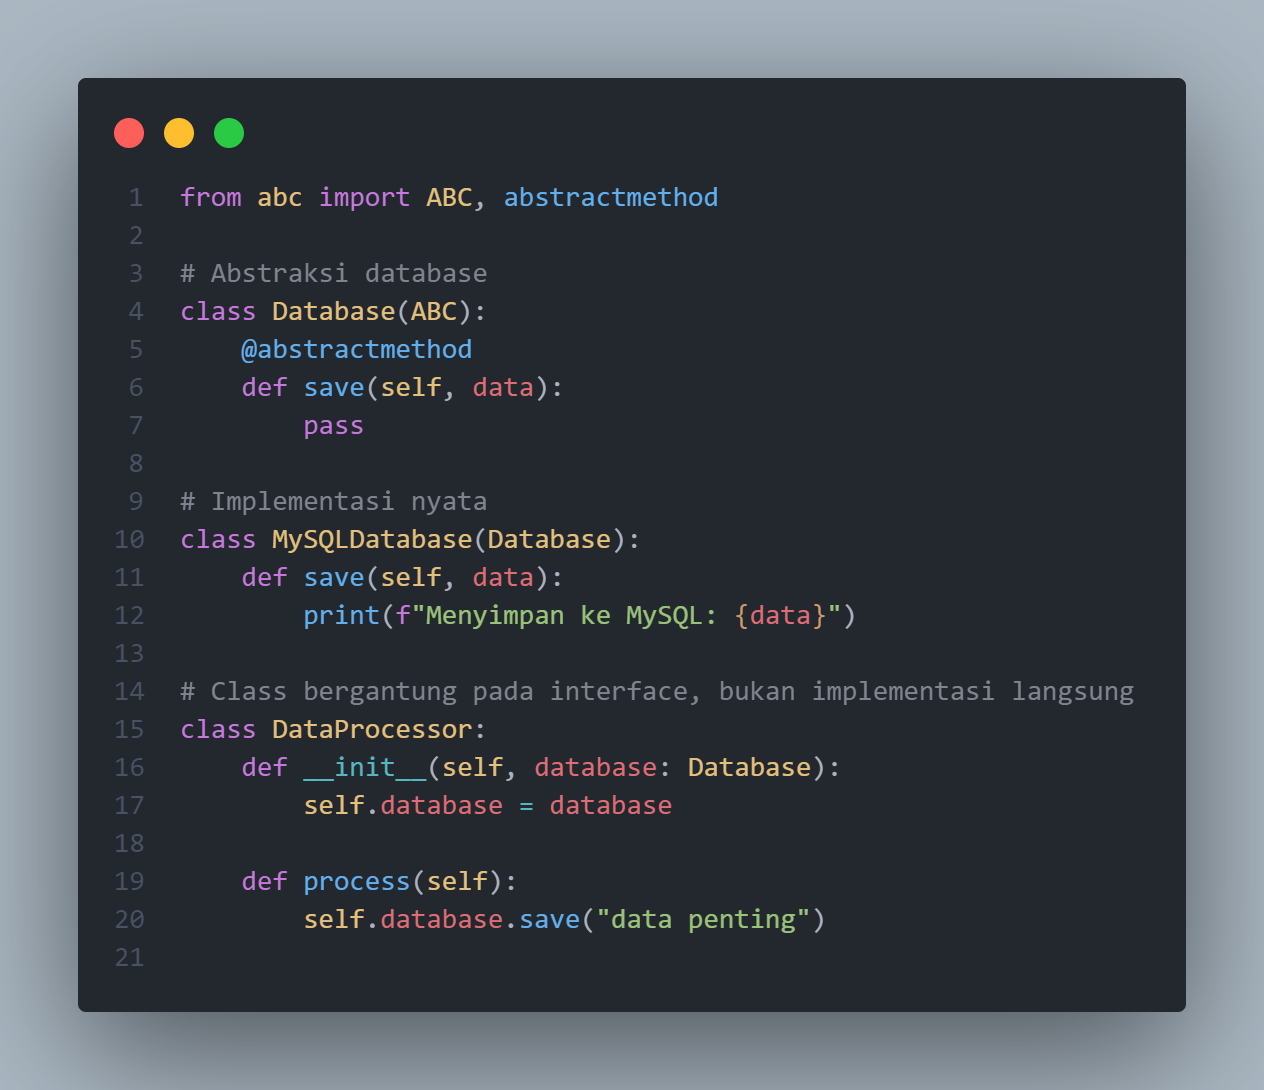 1 from abc import ABC, abstractmethod
2
3 # Abstraksi database
4 class Database(ABC):
5     @abstractmethod
6     def save(self, data):
7         pass
8
9 # Implementasi nyata
10 class MySQLDatabase(Database):
11     def save(self, data):
12         print(f"Menyimpan ke MySQL: {data}")
13
14 # Class bergantung pada interface, bukan implementasi langsung
15 class DataProcessor:
16     def __init__(self, database: Database):
17         self.database = database
18
19     def process(self):
20         self.database.save("data penting")
21